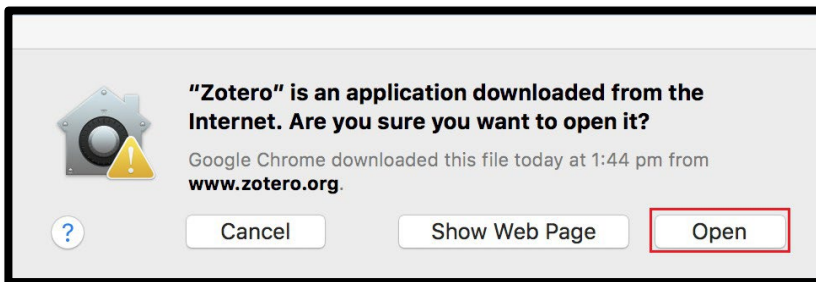 “Zotero” is an application downloaded from the
Internet. Are you sure you want to open it?
Google Chrome downloaded this file today at 1:44 pm from
www.zotero.org.
?
Cancel
Show Web Page
Open